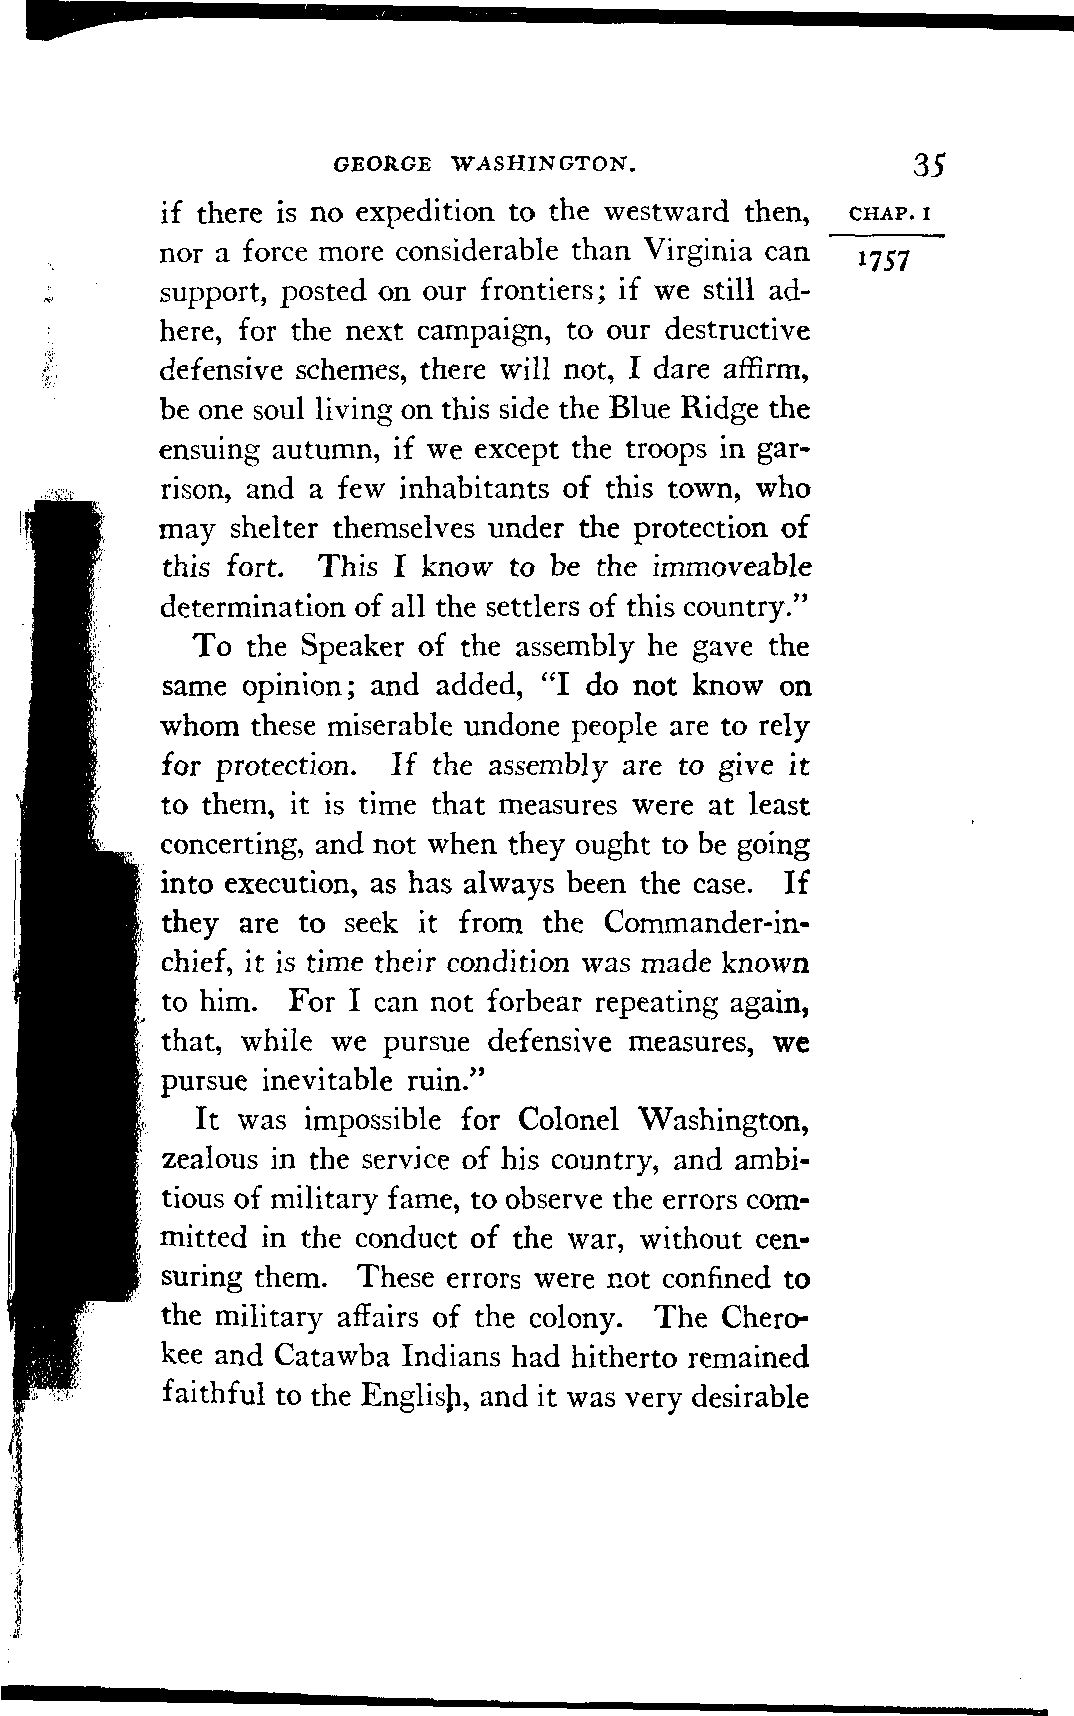 GEORGE WASHINGTON. 35
if there is no expedition to the westward then, CHAP. I
nor a force more considerable than Virginia can 1757
support, posted on our frontiers; if we still ad-
here, for the next campaign, to our destructive
defensive schemes, there will not, I dare affirm,
be one soul living on this side the Blue Ridge the
ensuing autumn, if we except the troops in gar-
rison, and a few inhabitants of this town, who
may shelter themselves under the protection of
this fort. This I know to be the immoveable
determination of all the settlers of this country."
To the Speaker of the assembly he gave the
same opinion; and added, "I do not know on
whom these miserable undone people are to rely
for protection. If the assembly are to give it
to them, it is time that measures were at least
concerting, and not when they ought to be going
into execution, as has always been the case. If
they are to seek it from the Commander-in-
chief, it is time their condition was made known
to him. For I can not forbear repeating again,
that, while we pursue defensive measures, we
pursue inevitable ruin."
It was impossible for Colonel Washington,
zealous in the service of his country, and ambi-
tious of military fame, to observe the errors com-
mitted in the conduct of the war, without cen-
suring them. These errors were not confined to
the military affairs of the colony. The Chero-
kee and Catawba Indians had hitherto remained
faithful to the English, and it was very desirable